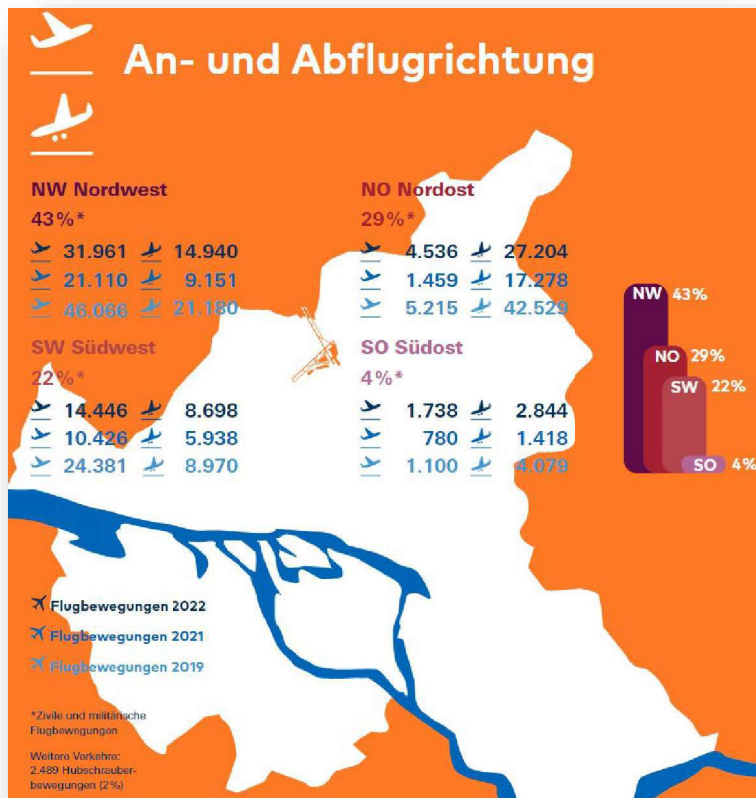 An- und Abflugrichtung
NW Nordwest
43%*
31.961 14.940
21.110 9.151
46.066 21.180
NO Nordost
29%*
4.536 27.204
1.459 17.278
5.215 42.529
SW Südwest
22%*
14.446 8.698
10.426 5.938
24.381 8.970
SO Südost
4%*
1.738 2.844
780 1.418
1.100 4.079
NW 43%
NO 29%
SW 22%
SO 4%
Flugbewegungen 2022
Flugbewegungen 2021
Flugbewegungen 2019
*Zivile und militärische
Flugbewegungen
Weitere Verkehre:
2.489 Hubschrauber-
bewegungen (2%)